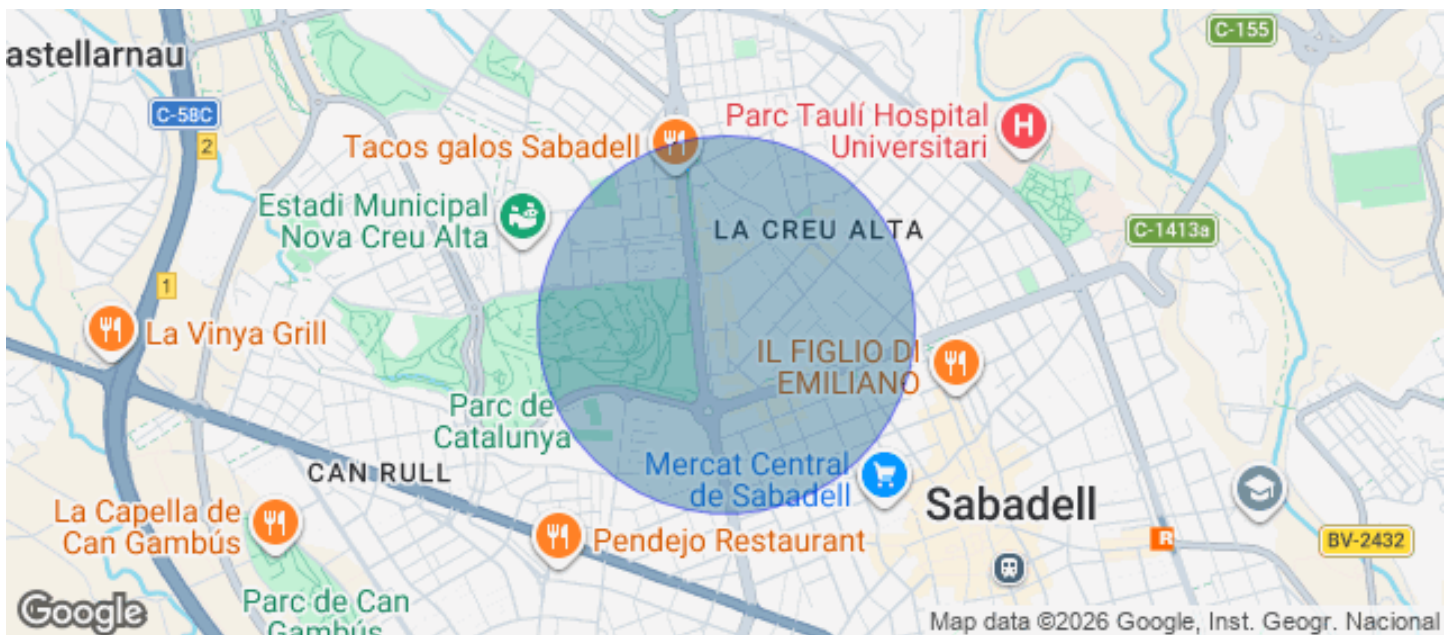 astellarnau
C-155
C-58C
2
Parc Taulí Hospital
Universitari
H
Tacos galos Sabadell
Estadi Municipal
Nova Creu Alta
LA CREU ALTA
C-1413a
1
La Vinya Grill
IL FIGLIO DI
EMILIANO
Parc de
Catalunya
CAN RULL
Mercat Central
de Sabadell
Sabadell
La Capella de
Can Gambús
Pendejo Restaurant
R
BV-2432
Parc de Can
Gambús
Google
Map data ©2026 Google, Inst. Geogr. Nacional